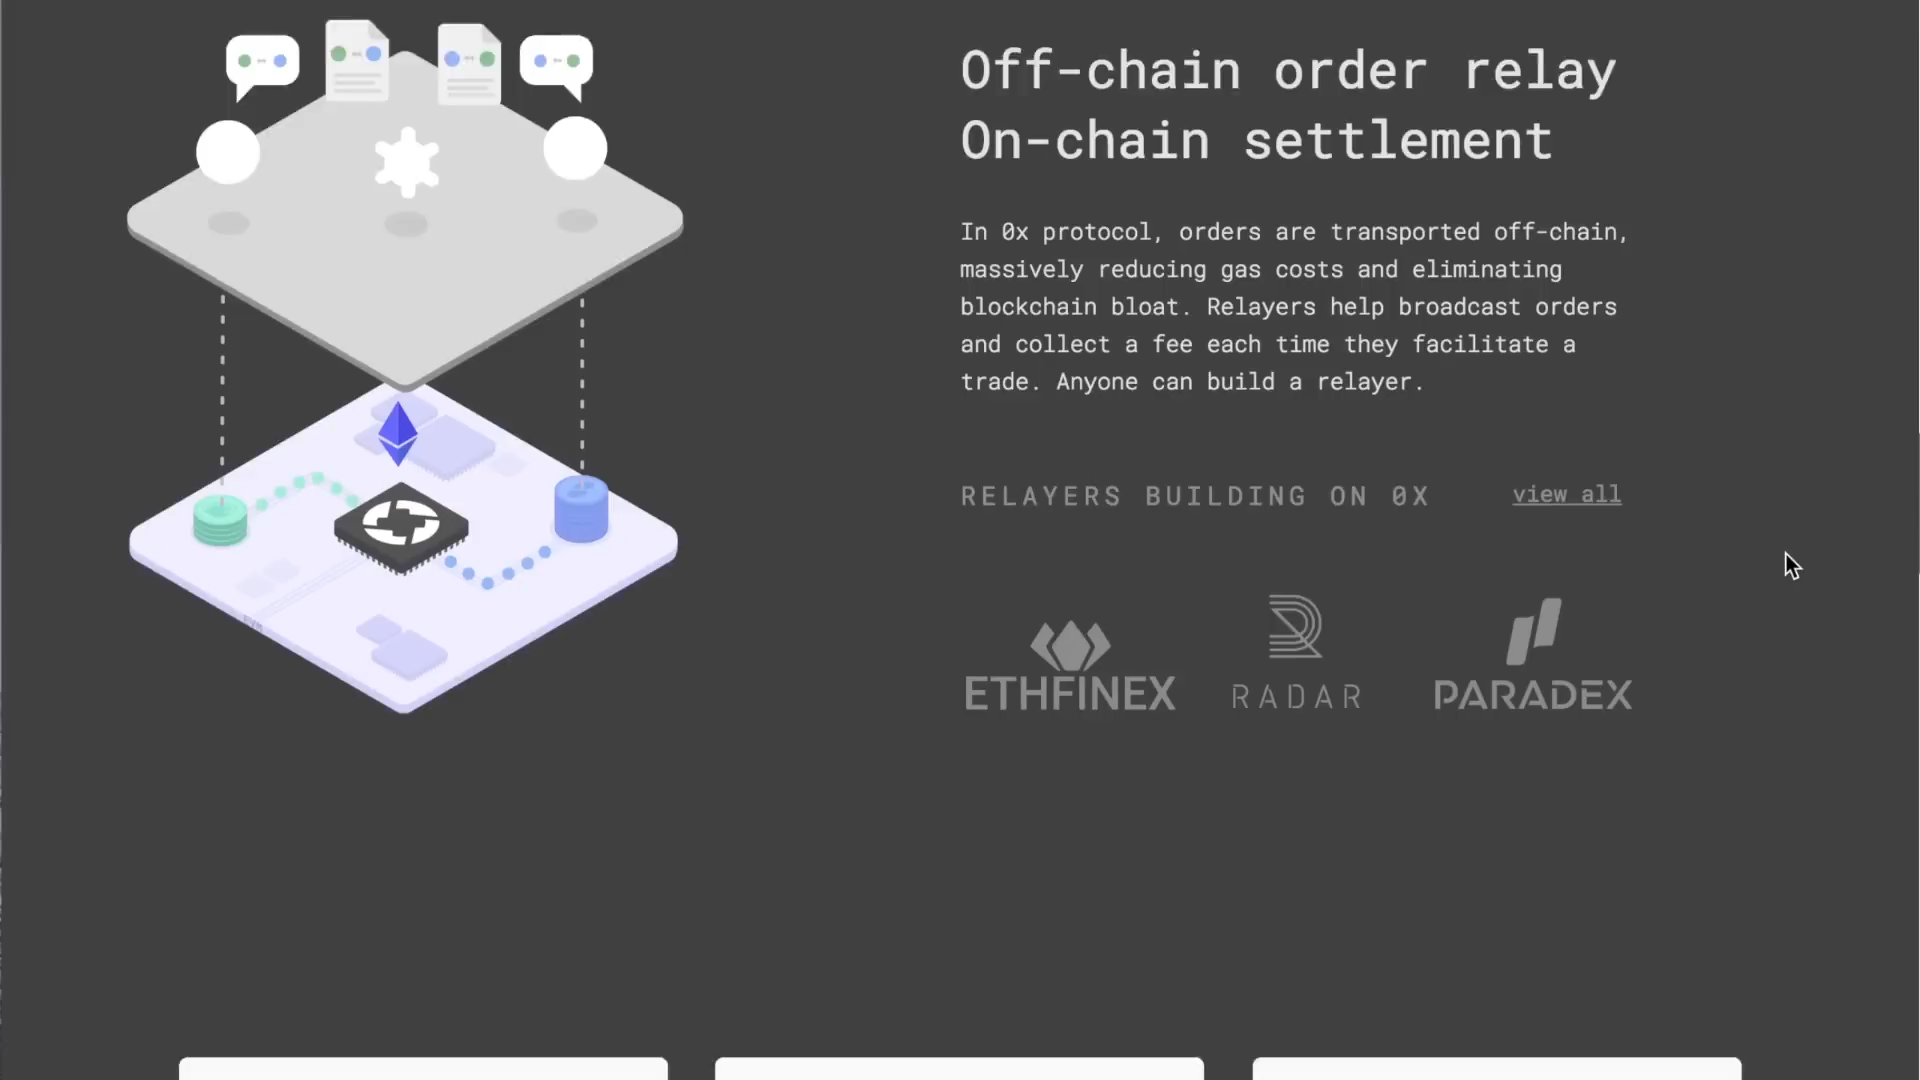 Off-chain order relay
On-chain settlement
In 0x protocol, orders are transported off-chain,
massively reducing gas costs and eliminating
blockchain bloat. Relayers help broadcast orders
and collect a fee each time they facilitate a
trade. Anyone can build a relayer.
RELAYERS BUILDING ON 0X view all
ETHFINEX
RADAR
PARADEX